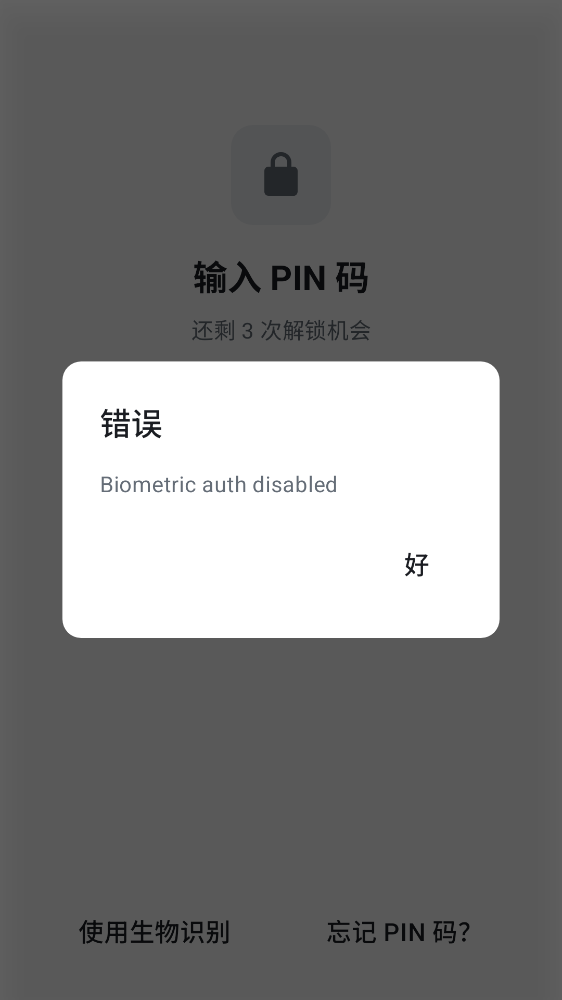 输入 PIN 码
还剩 3 次解锁机会
错误
Biometric auth disabled
好
使用生物识别
忘记 PIN 码?